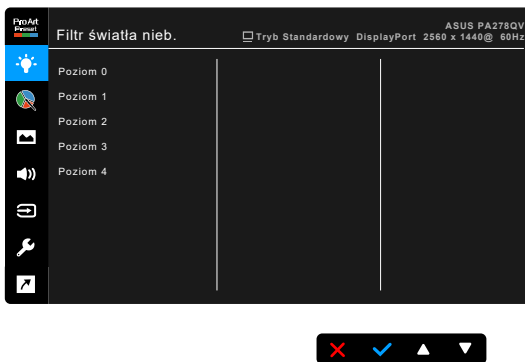 ProArt
Preset
Filtr światła nieb.
ASUS PA278QV
Tryb Standardowy DisplayPort 2560 x 1440@ 60Hz
Poziom 0
Poziom 1
Poziom 2
Poziom 3
Poziom 4